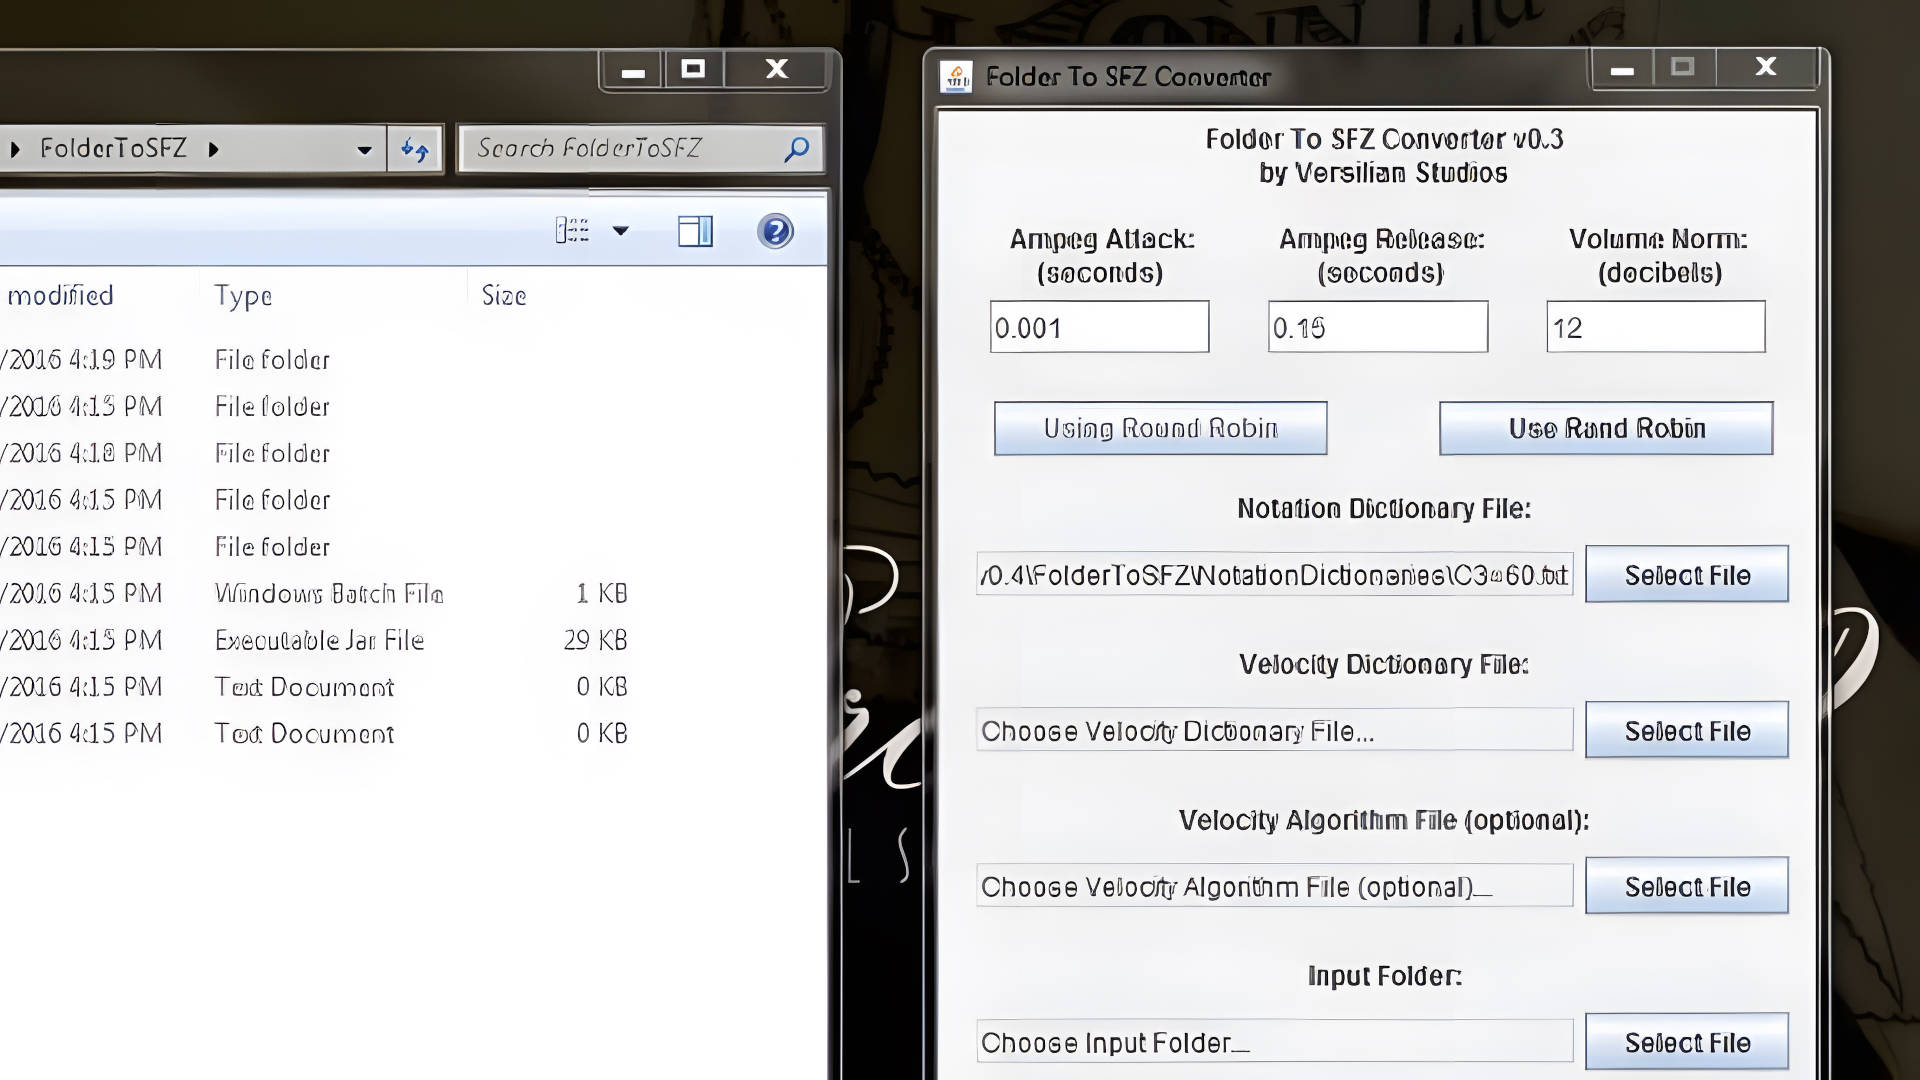 FolderToSFZ
Search FolderToSFZ
modified Type Size
/2016 4:19 PM File folder
/2016 4:15 PM File folder
/2016 4:18 PM File folder
/2016 4:15 PM File folder
/2016 4:15 PM File folder
/2016 4:15 PM Windows Batch File 1 KB
/2016 4:15 PM Executable Jar File 29 KB
/2016 4:15 PM Text Document 0 KB
/2016 4:15 PM Text Document 0 KB
Folder To SFZ Converter
Folder To SFZ Converter v0.3
by Versilian Studios
Ampeg Attack: Ampeg Release: Volume Norm:
(seconds) (seconds) (decibels)
0.001 0.15 12
Using Round Robin Use Rand Robin
Notation Dictionary File:
/0.4\FolderToSFZ\NotationDictionaries\C3=60.txt Select File
Velocity Dictionary File:
Choose Velocity Dictionary File... Select File
Velocity Algorithm File (optional):
Choose Velocity Algorithm File (optional)... Select File
Input Folder:
Choose Input Folder... Select File